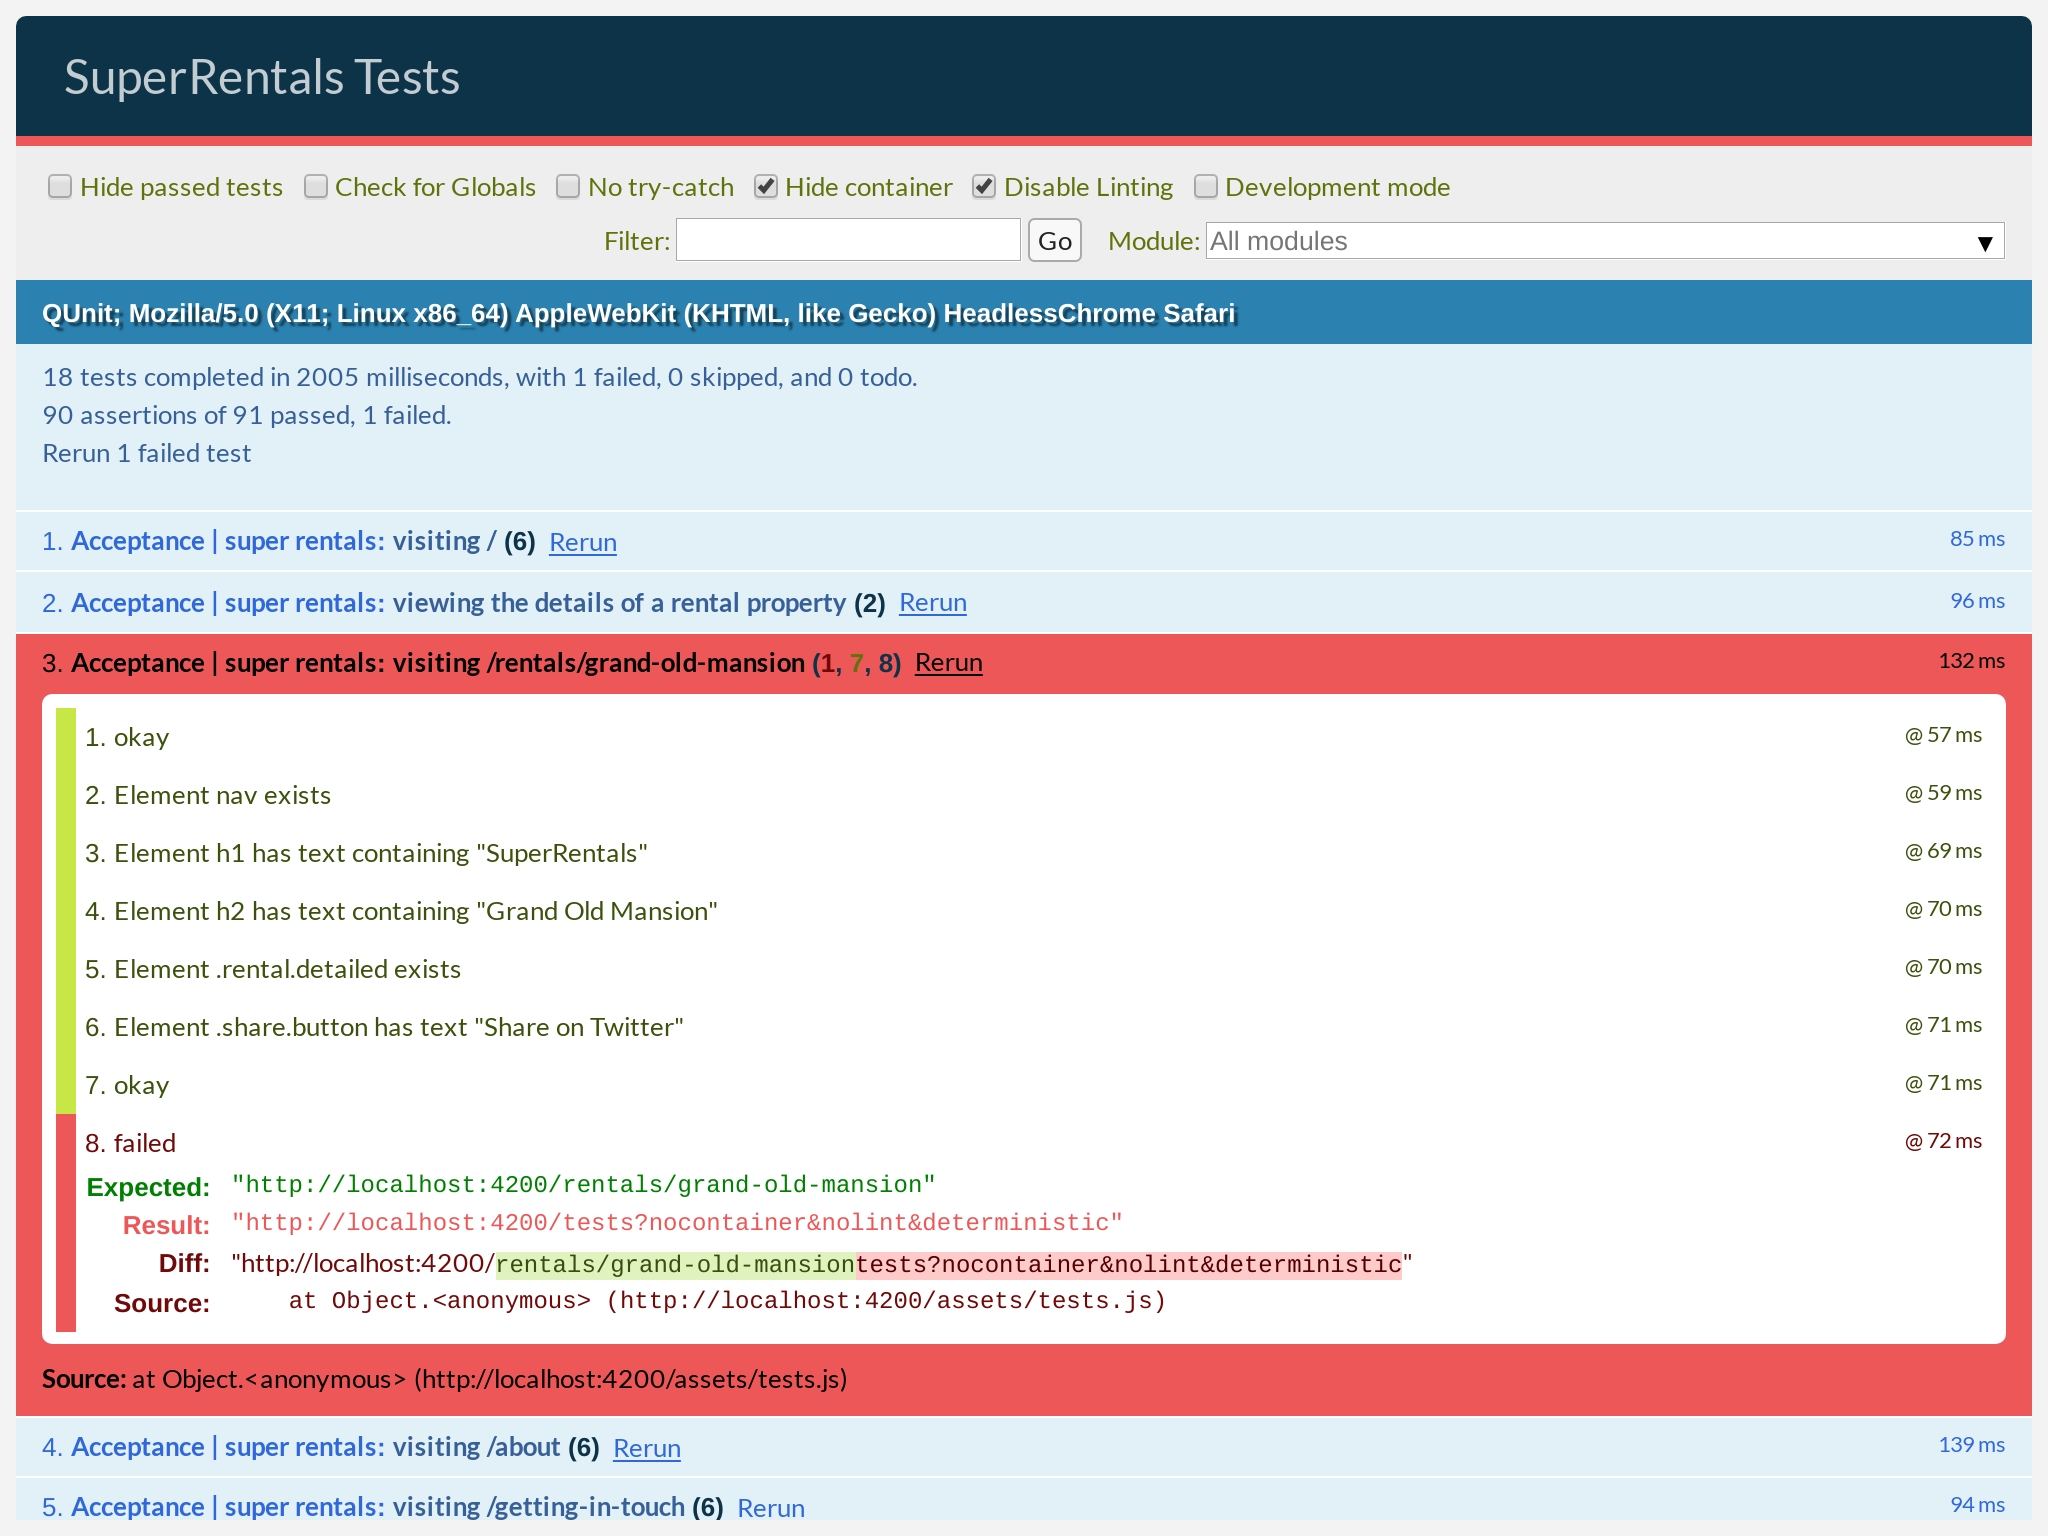 SuperRentals Tests
Hide passed tests Check for Globals No try-catch Hide container Disable Linting Development mode
Filter: Go Module: All modules ▼
QUnit; Mozilla/5.0 (X11; Linux x86_64) AppleWebKit (KHTML, like Gecko) HeadlessChrome Safari
18 tests completed in 2005 milliseconds, with 1 failed, 0 skipped, and 0 todo.
90 assertions of 91 passed, 1 failed.
Rerun 1 failed test
1. Acceptance | super rentals: visiting / (6) Rerun 85 ms
2. Acceptance | super rentals: viewing the details of a rental property (2) Rerun 96 ms
3. Acceptance | super rentals: visiting /rentals/grand-old-mansion (1, 7, 8) Rerun 132 ms
1. okay @ 57 ms
2. Element nav exists @ 59 ms
3. Element h1 has text containing "SuperRentals" @ 69 ms
4. Element h2 has text containing "Grand Old Mansion" @ 70 ms
5. Element .rental.detailed exists @ 70 ms
6. Element .share.button has text "Share on Twitter" @ 71 ms
7. okay @ 71 ms
8. failed @ 72 ms
Expected: "http://localhost:4200/rentals/grand-old-mansion"
Result: "http://localhost:4200/tests?nocontainer&nolint&deterministic"
Diff: "http://localhost:4200/rentals/grand-old-mansiontests?nocontainer&nolint&deterministic"
Source: at Object.<anonymous> (http://localhost:4200/assets/tests.js)
Source: at Object.<anonymous> (http://localhost:4200/assets/tests.js)
4. Acceptance | super rentals: visiting /about (6) Rerun 139 ms
5. Acceptance | super rentals: visiting /getting-in-touch (6) Rerun 94 ms